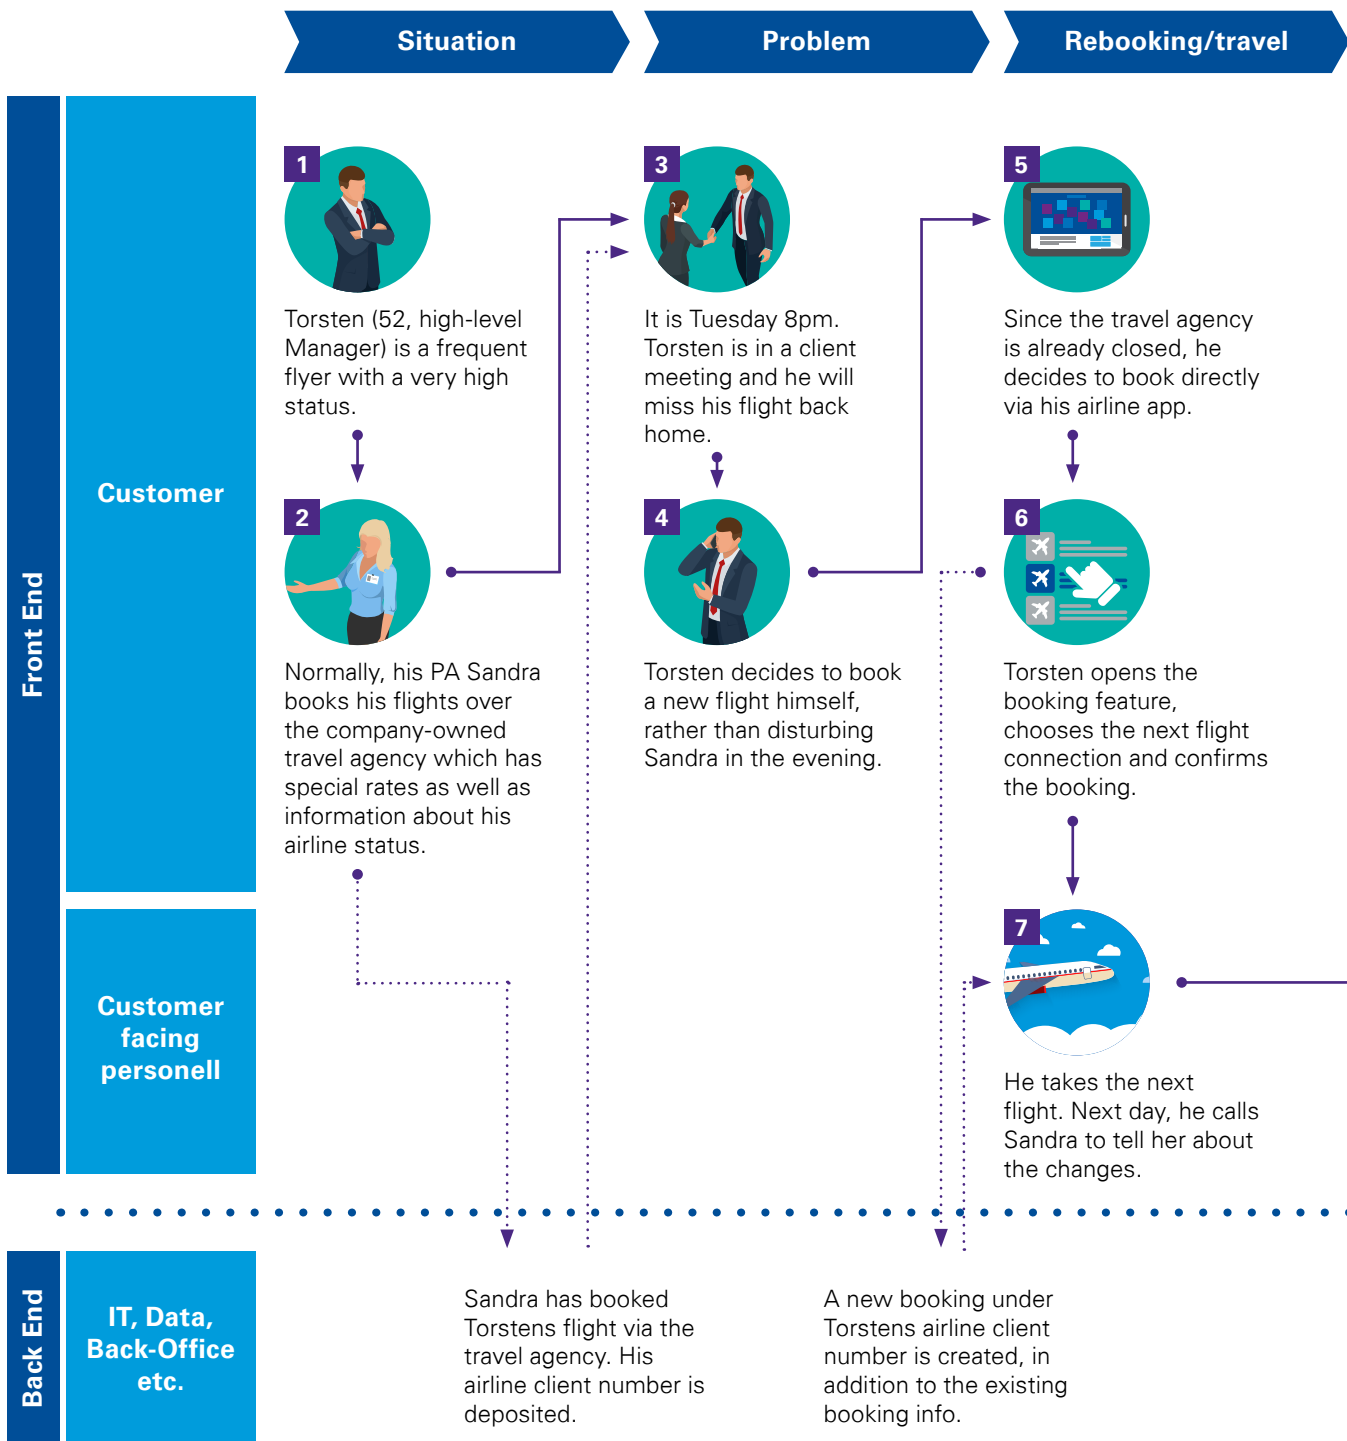 Situation
Problem
Rebooking/travel
Front End
Customer
1
Torsten (52, high-level
Manager) is a frequent
flyer with a very high
status.
2
Normally, his PA Sandra
books his flights over
the company-owned
travel agency which has
special rates as well as
information about his
airline status.
3
It is Tuesday 8pm.
Torsten is in a client
meeting and he will
miss his flight back
home.
4
Torsten decides to book
a new flight himself,
rather than disturbing
Sandra in the evening.
5
Since the travel agency
is already closed, he
decides to book directly
via his airline app.
6
Torsten opens the
booking feature,
chooses the next flight
connection and confirms
the booking.
Customer
facing
personell
7
He takes the next
flight. Next day, he calls
Sandra to tell her about
the changes.
Back End
IT, Data,
Back-Office
etc.
Sandra has booked
Torstens flight via the
travel agency. His
airline client number is
deposited.
A new booking under
Torstens airline client
number is created, in
addition to the existing
booking info.